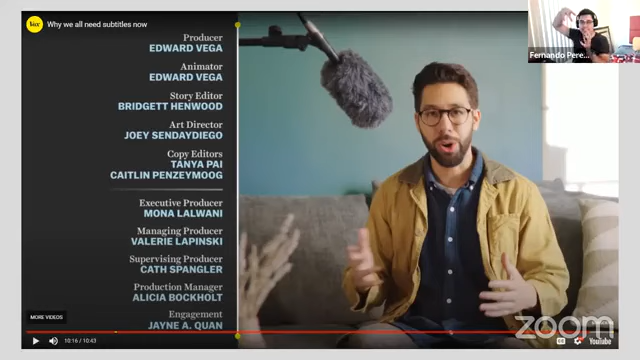 Vox
Why we all need subtitles now
Fernando Pere...
Producer
EDWARD VEGA
Animator
EDWARD VEGA
Story Editor
BRIDGETT HENWOOD
Art Director
JOEY SENDAYDIEGO
Copy Editors
TANYA PAI
CAITLIN PENZEYMOOG
Executive Producer
MONA LALWANI
Managing Producer
VALERIE LAPINSKI
Supervising Producer
CATH SPANGLER
Production Manager
ALICIA BOCKHOLT
Engagement
JAYNE A. QUAN
MORE VIDEOS
10:16 / 10:43
zoom
YouTube